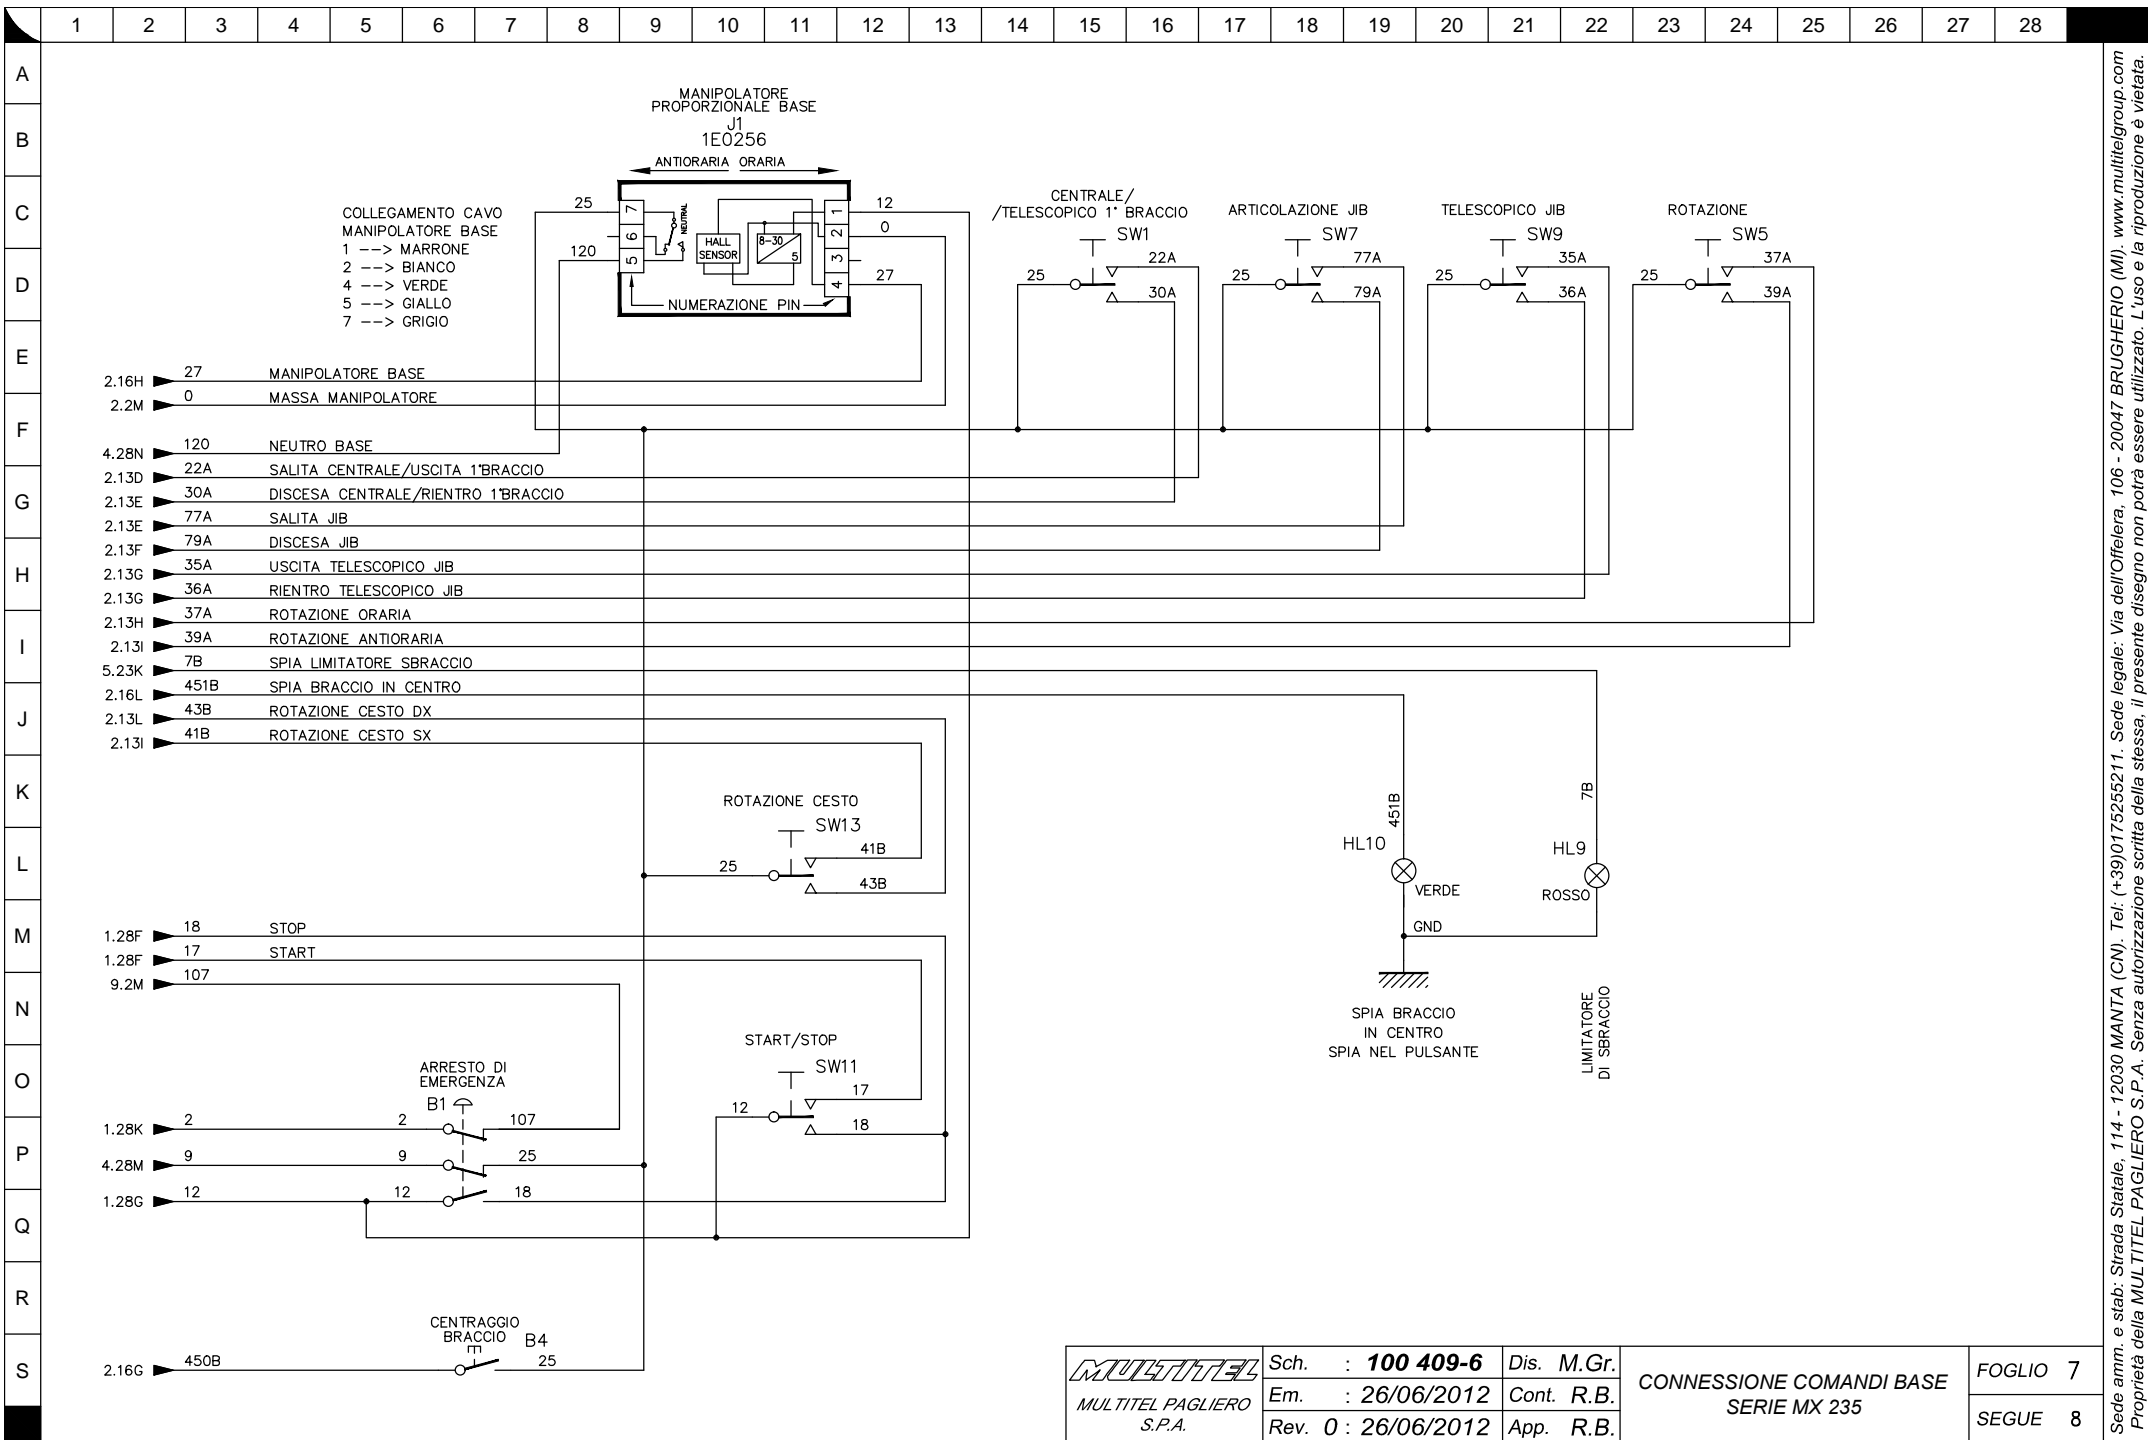 1 2 3 4 5 6 7 8 9 10 11 12 13 14 15 16 17 18 19 20 21 22 23 24 25 26 27 28
A
B
C
D
E
F
G
H
I
J
K
L
M
N
O
P
Q
R
S
MANIPOLATORE
PROPORZIONALE BASE
J1
1E0256
ANTIORARIA ORARIA
COLLEGAMENTO CAVO
MANIPOLATORE BASE
1 --> MARRONE
2 --> BIANCO
4 --> VERDE
5 --> GIALLO
7 --> GRIGIO
25
120
7
6
5
NEUTRAL
HALL
SENSOR
8-30
5
1
2
3
4
NUMERAZIONE PIN
12
0
27
CENTRALE/
/TELESCOPICO 1° BRACCIO
SW1
25
22A
30A
ARTICOLAZIONE JIB
SW7
25
77A
79A
TELESCOPICO JIB
SW9
25
35A
36A
ROTAZIONE
SW5
25
37A
39A
2.16H 27 MANIPOLATORE BASE
2.2M 0 MASSA MANIPOLATORE
4.28N 120 NEUTRO BASE
2.13D 22A SALITA CENTRALE/USCITA 1°BRACCIO
2.13E 30A DISCESA CENTRALE/RIENTRO 1°BRACCIO
2.13E 77A SALITA JIB
2.13F 79A DISCESA JIB
2.13G 35A USCITA TELESCOPICO JIB
2.13G 36A RIENTRO TELESCOPICO JIB
2.13H 37A ROTAZIONE ORARIA
2.13I 39A ROTAZIONE ANTIORARIA
5.23K 7B SPIA LIMITATORE SBRACCIO
2.16L 451B SPIA BRACCIO IN CENTRO
2.13L 43B ROTAZIONE CESTO DX
2.13I 41B ROTAZIONE CESTO SX
ROTAZIONE CESTO
SW13
25
41B
43B
451B
HL10
VERDE
GND
7B
HL9
ROSSO
SPIA BRACCIO
IN CENTRO
SPIA NEL PULSANTE
LIMITATORE
DI SBRACCIO
1.28F 18 STOP
1.28F 17 START
9.2M 107
START/STOP
SW11
12
17
18
ARRESTO DI
EMERGENZA
B1
1.28K 2 2 107
4.28M 9 9 25
1.28G 12 12 18
CENTRAGGIO
BRACCIO
B4
2.16G 450B 25
MULTITEL
MULTITEL PAGLIERO
S.P.A.
Sch. : 100 409-6 Dis. M.Gr.
Em. : 26/06/2012 Cont. R.B.
Rev. 0 : 26/06/2012 App. R.B.
CONNESSIONE COMANDI BASE
SERIE MX 235
FOGLIO 7
SEGUE 8
Sede amm. e stab: Strada Statale, 114 - 12030 MANTA (CN). Tel: (+39)0175255211. Sede legale: Via dell'Offelera, 106 - 20047 BRUGHERIO (MI). www.multitelgroup.com
Proprietà della MULTITEL PAGLIERO S.P.A. Senza autorizzazione scritta della stessa, il presente disegno non potrà essere utilizzato. L'uso e la riproduzione è vietata.